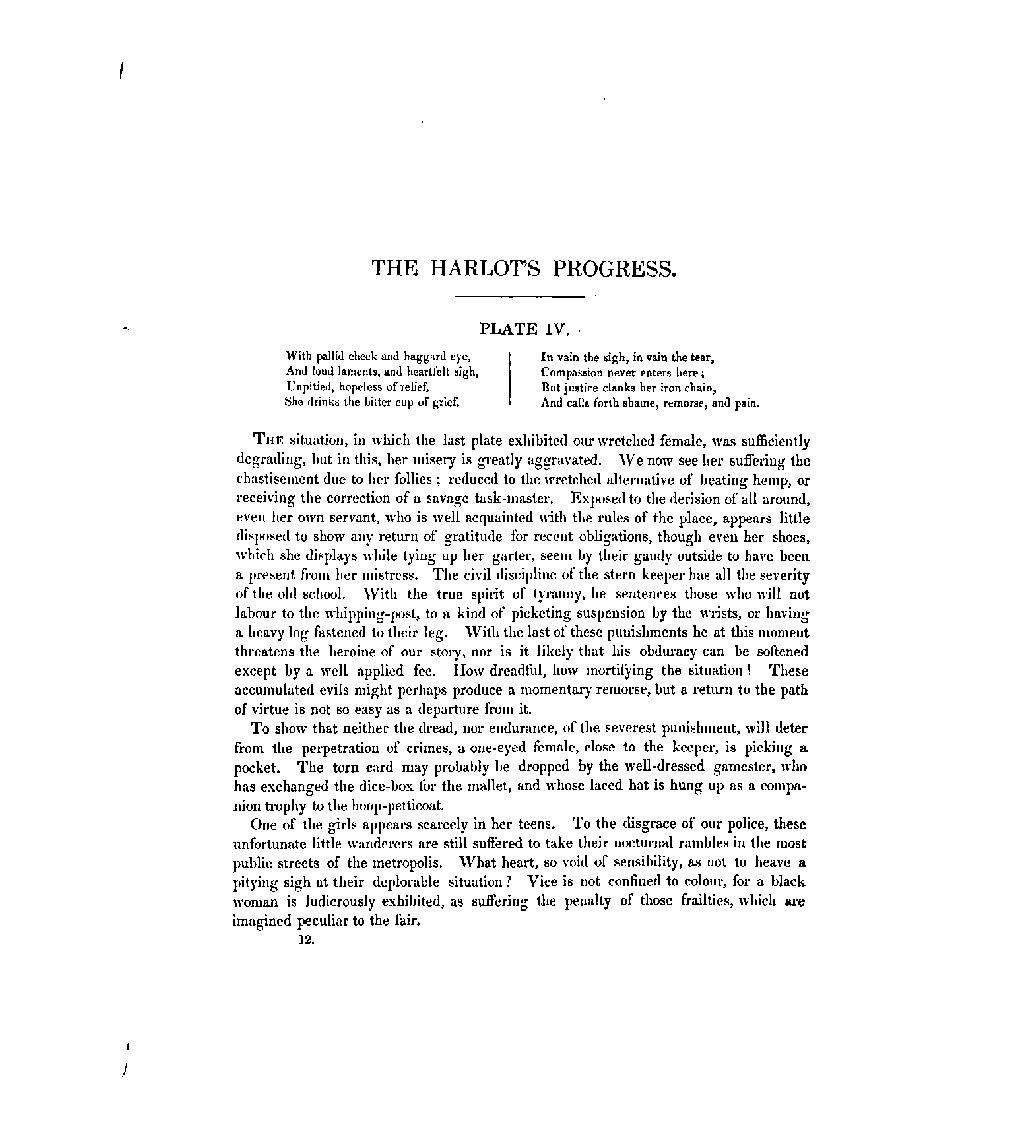 THE HARLOT'S PROGRESS.
PLATE IV.
With pallid cheek and haggard eye,
And loud laments, and heartfelt sigh,
Unpitied, hopeless of relief,
She drinks the bitter cup of grief.
In vain the sigh, in vain the tear,
Compassion never enters here;
But justice clanks her iron chain,
And calls forth shame, remorse, and pain.
THE situation, in which the last plate exhibited our wretched female, was sufficiently
degrading, but in this, her misery is greatly aggravated. We now see her suffering the
chastisement due to her follies; reduced to the wretched alternative of beating hemp, or
receiving the correction of a savage task-master. Exposed to the derision of all around,
even her own servant, who is well acquainted with the rules of the place, appears little
disposed to show any return of gratitude for recent obligations, though even her shoes,
which she displays while tying up her garter, seem by their gaudy outside to have been
a present from her mistress. The civil discipline of the stern keeper has all the severity
of the old school. With the true spirit of tyranny, he sentences those who will not
labour to the whipping-post, to a kind of picketing suspension by the wrists, or having
a heavy log fastened to their leg. With the last of these punishments he at this moment
threatens the heroine of our story, nor is it likely that his obduracy can be softened
except by a well applied fee. How dreadful, how mortifying the situation! These
accumulated evils might perhaps produce a momentary remorse, but a return to the path
of virtue is not so easy as a departure from it.
To show that neither the dread, nor endurance, of the severest punishment, will deter
from the perpetration of crimes, a one-eyed female, close to the keeper, is picking a
pocket. The torn card may probably be dropped by the well-dressed gamester, who
has exchanged the dice-box for the mallet, and whose laced hat is hung up as a compa-
nion trophy to the hoop-petticoat.
One of the girls appears scarcely in her teens. To the disgrace of our police, these
unfortunate little wanderers are still suffered to take their nocturnal rambles in the most
public streets of the metropolis. What heart, so void of sensibility, as not to heave a
pitying sigh at their deplorable situation? Vice is not confined to colour, for a black
woman is ludicrously exhibited, as suffering the penalty of those frailties, which are
imagined peculiar to the fair.
12.